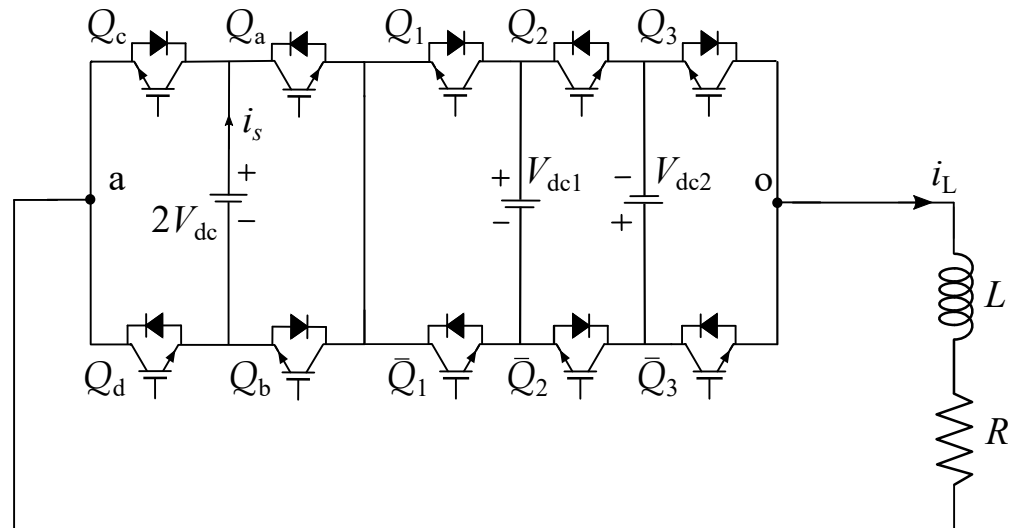 Qc Qa Q1 Q2 Q3
is
a
+
2Vdc
−
+
Vdc1
−
−
Vdc2
+
o
iL
L
R
Qd Qb Q̄1 Q̄2 Q̄3